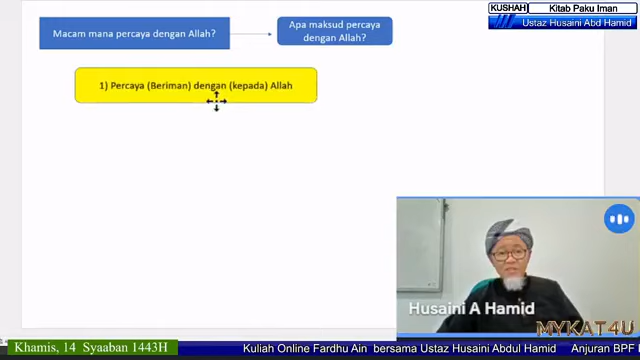 KUSHAH
Kitab Paku Iman
Ustaz Husaini Abd Hamid
Macam mana percaya dengan Allah?
Apa maksud percaya
dengan Allah?
1) Percaya (Beriman) dengan (kepada) Allah
Husaini A Hamid
MYKAT4U
Khamis, 14 Syaaban 1443H
Kuliah Online Fardhu Ain bersama Ustaz Husaini Abdul Hamid Anjuran BPF